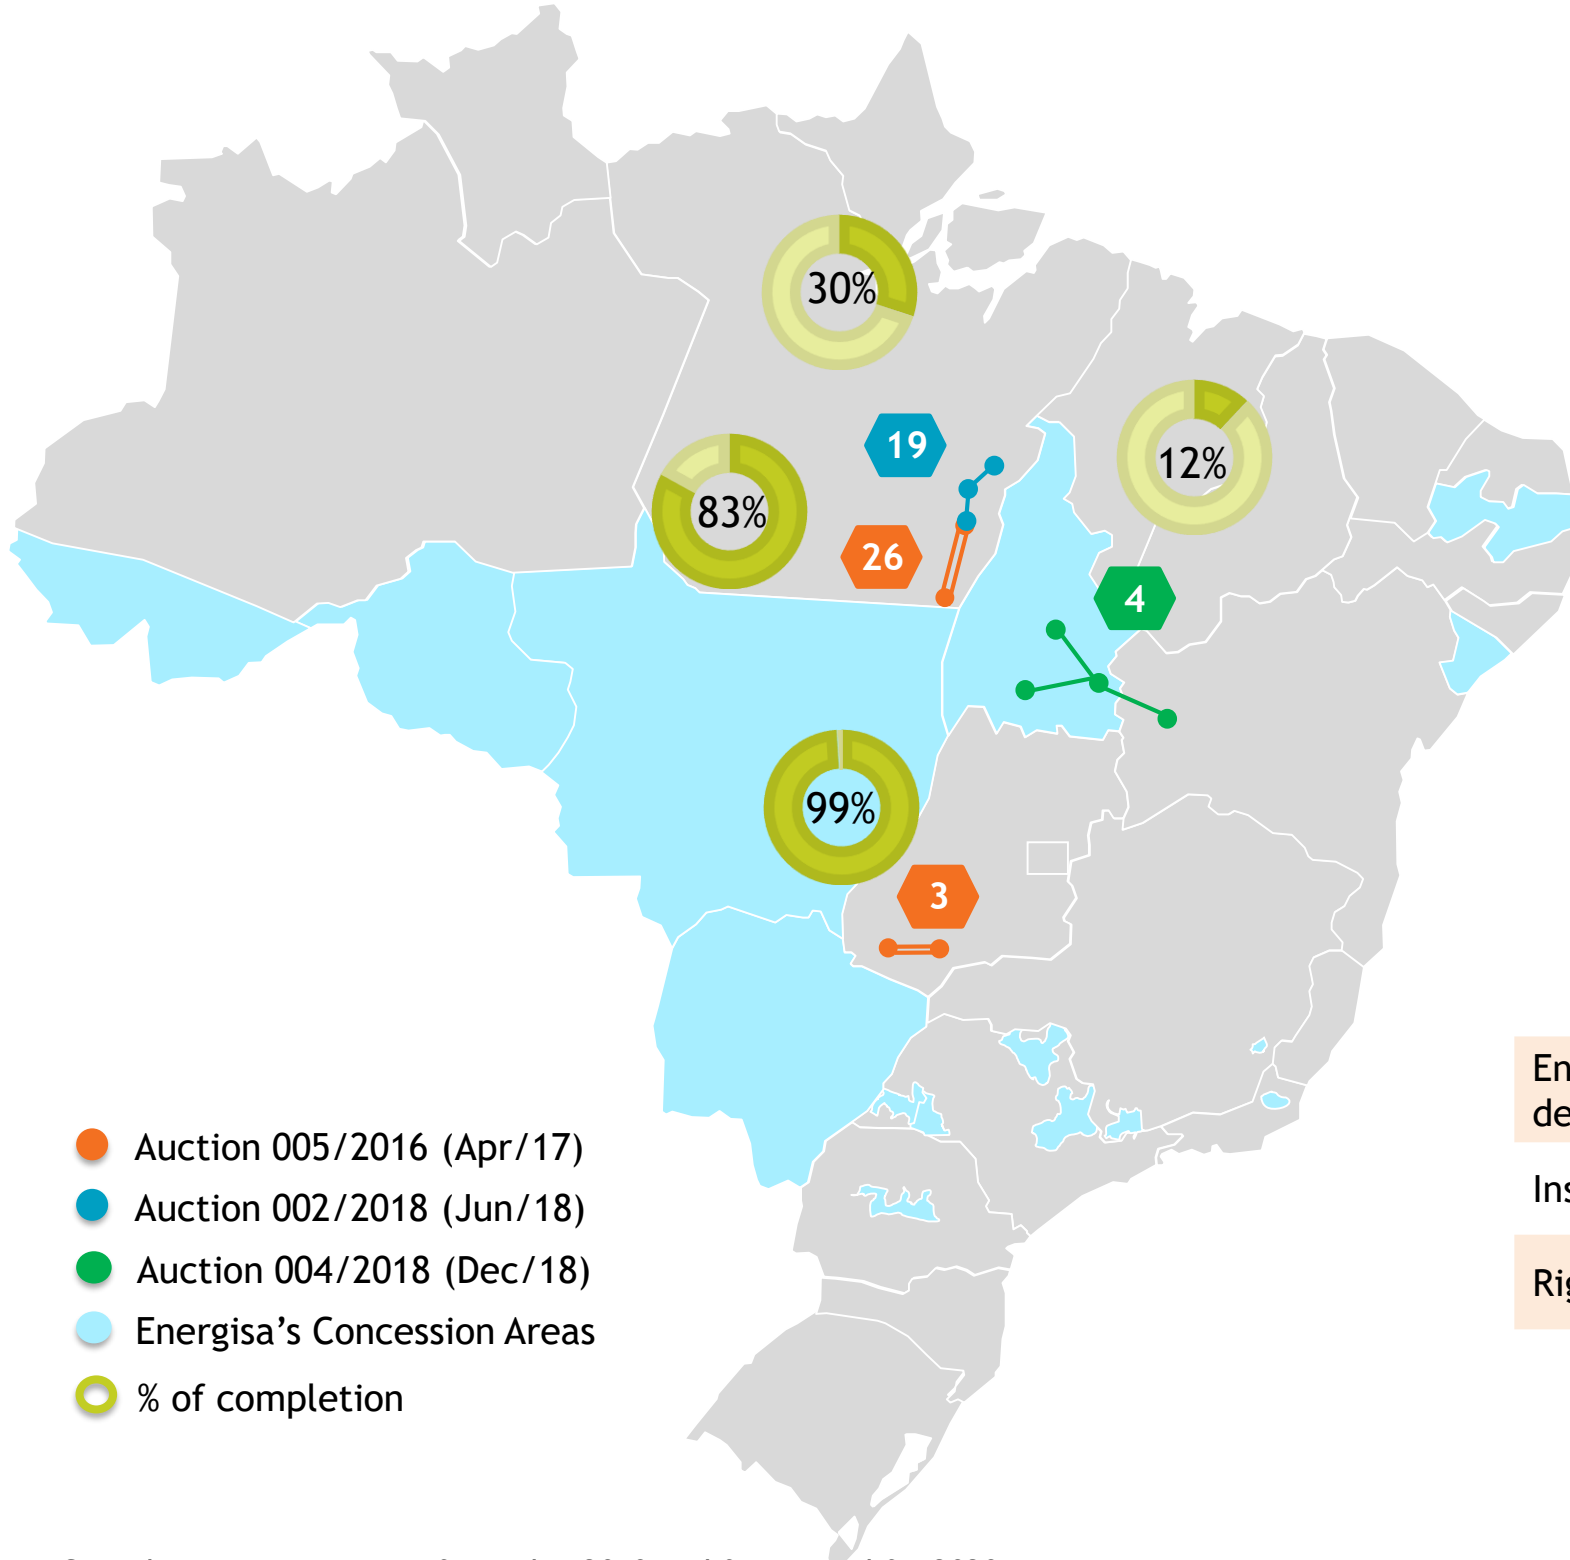 30%
19
12%
83%
26
4
99%
3
Auction 005/2016 (Apr/17)
Auction 002/2018 (Jun/18)
Auction 004/2018 (Dec/18)
Energisa’s Concession Areas
% of completion